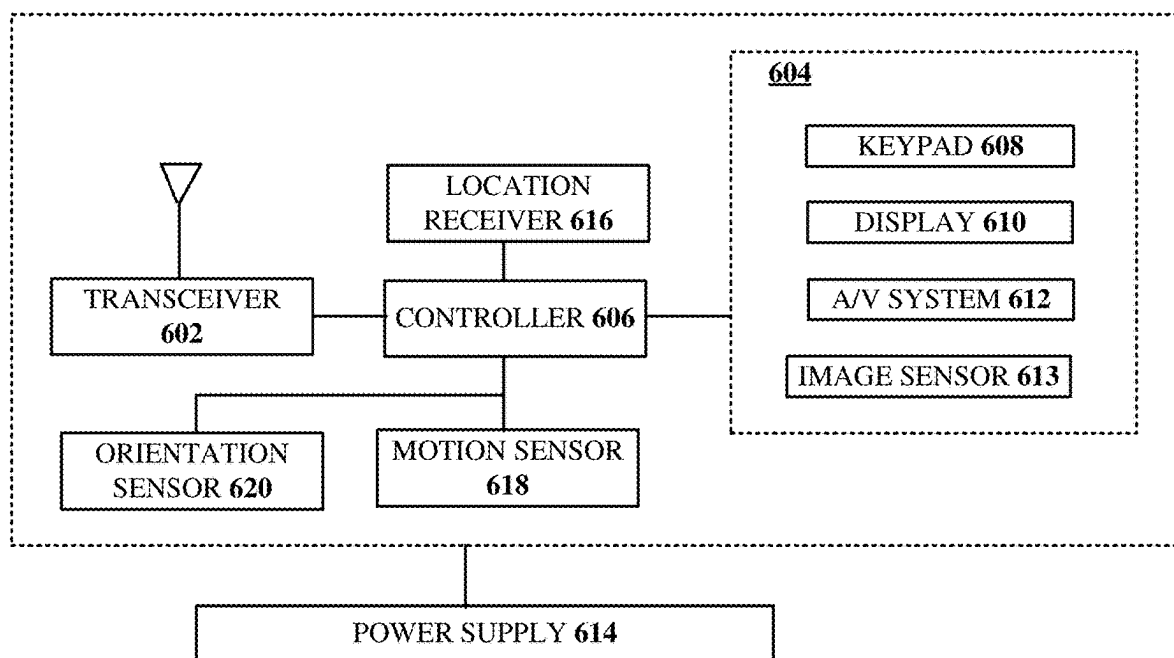 604
KEYPAD 608
DISPLAY 610
A/V SYSTEM 612
IMAGE SENSOR 613
LOCATION
RECEIVER 616
TRANSCEIVER
602
CONTROLLER 606
ORIENTATION
SENSOR 620
MOTION SENSOR
618
POWER SUPPLY 614